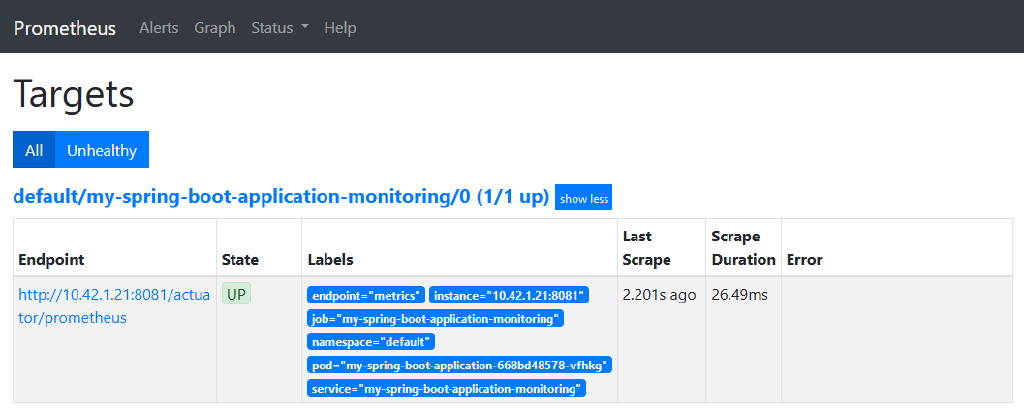 Prometheus Alerts Graph Status Help
Targets
All Unhealthy
default/my-spring-boot-application-monitoring/0 (1/1 up) show less
Endpoint State Labels Last Scrape Scrape Duration Error
http://10.42.1.21:8081/actuator/prometheus UP endpoint="metrics" instance="10.42.1.21:8081" 2.201s ago 26.49ms
job="my-spring-boot-application-monitoring"
namespace="default"
pod="my-spring-boot-application-668bd48578-vfhkg"
service="my-spring-boot-application-monitoring"